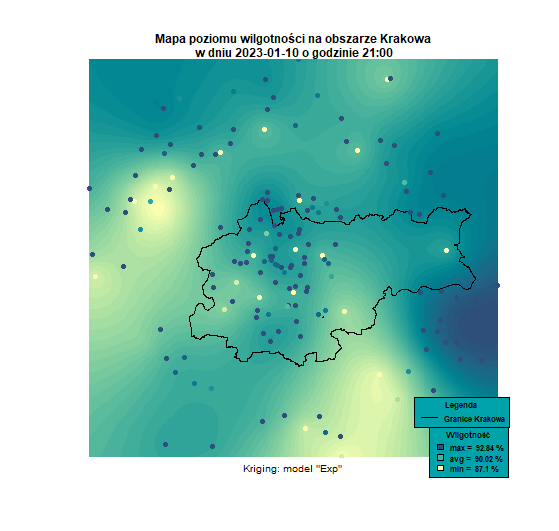 Mapa poziomu wilgotności na obszarze Krakowa
w dniu 2023-01-10 o godzinie 21:00
Legenda
Granice Krakowa
Wilgotność
max = 92.84 %
avg = 90.02 %
min = 87.1 %
Kriging: model "Exp"